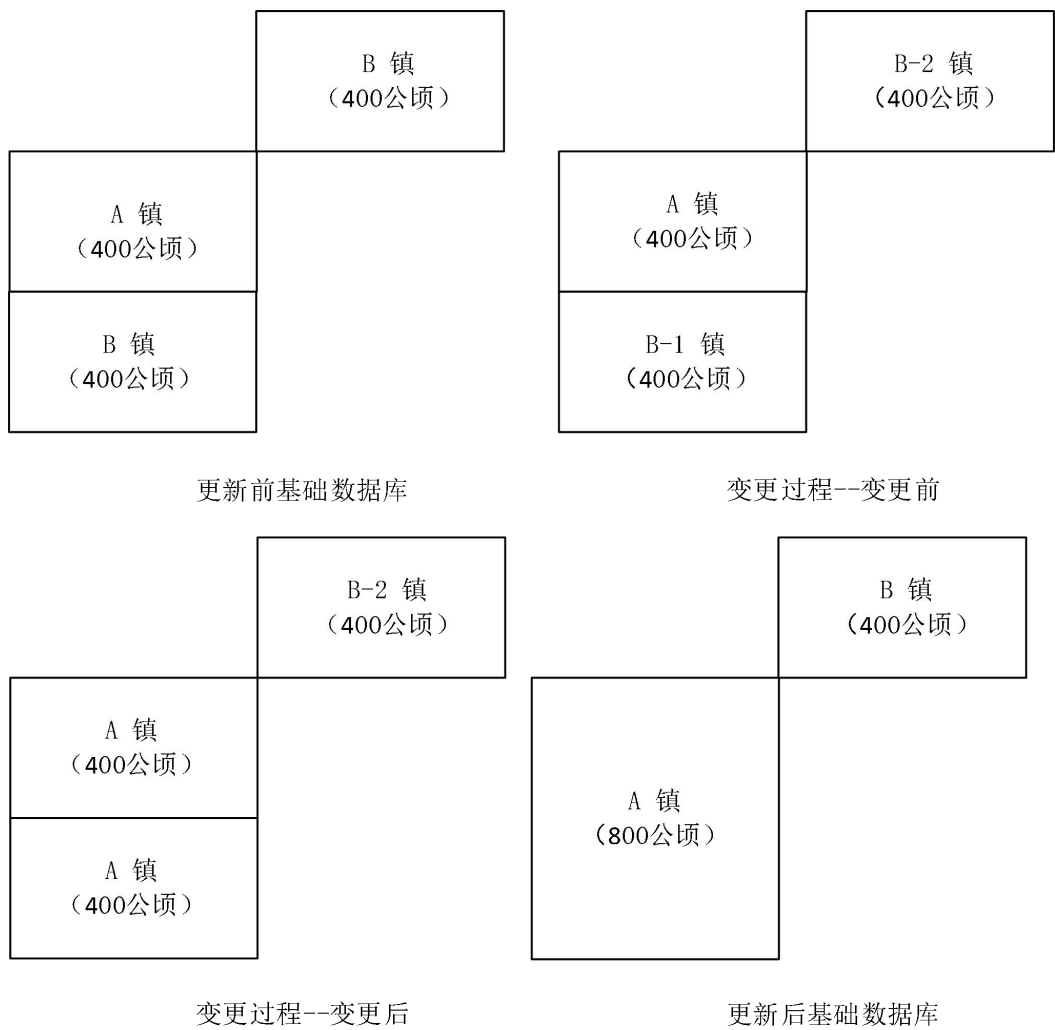 B 镇
（400公顷）
A 镇
（400公顷）
B 镇
（400公顷）
更新前基础数据库
B-2 镇
（400公顷）
A 镇
（400公顷）
B-1 镇
（400公顷）
变更过程--变更前
B-2 镇
（400公顷）
A 镇
（400公顷）
A 镇
（400公顷）
变更过程--变更后
B 镇
（400公顷）
A 镇
（800公顷）
更新后基础数据库